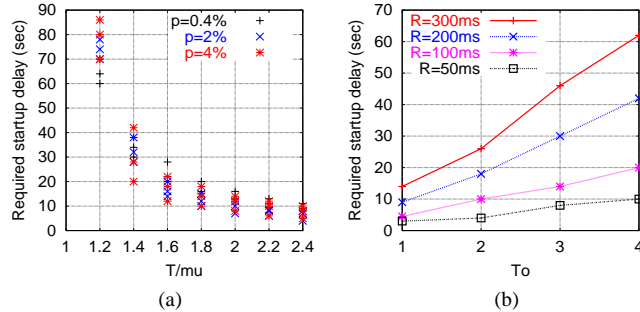 Required startup delay (sec)
90
80
70
60
50
40
30
20
10
0
1 1.2 1.4 1.6 1.8 2 2.2 2.4
T/mu
p=0.4%
p=2%
p=4%
(a)
Required startup delay (sec)
70
60
50
40
30
20
10
0
1 2 3 4
To
R=300ms
R=200ms
R=100ms
R=50ms
(b)